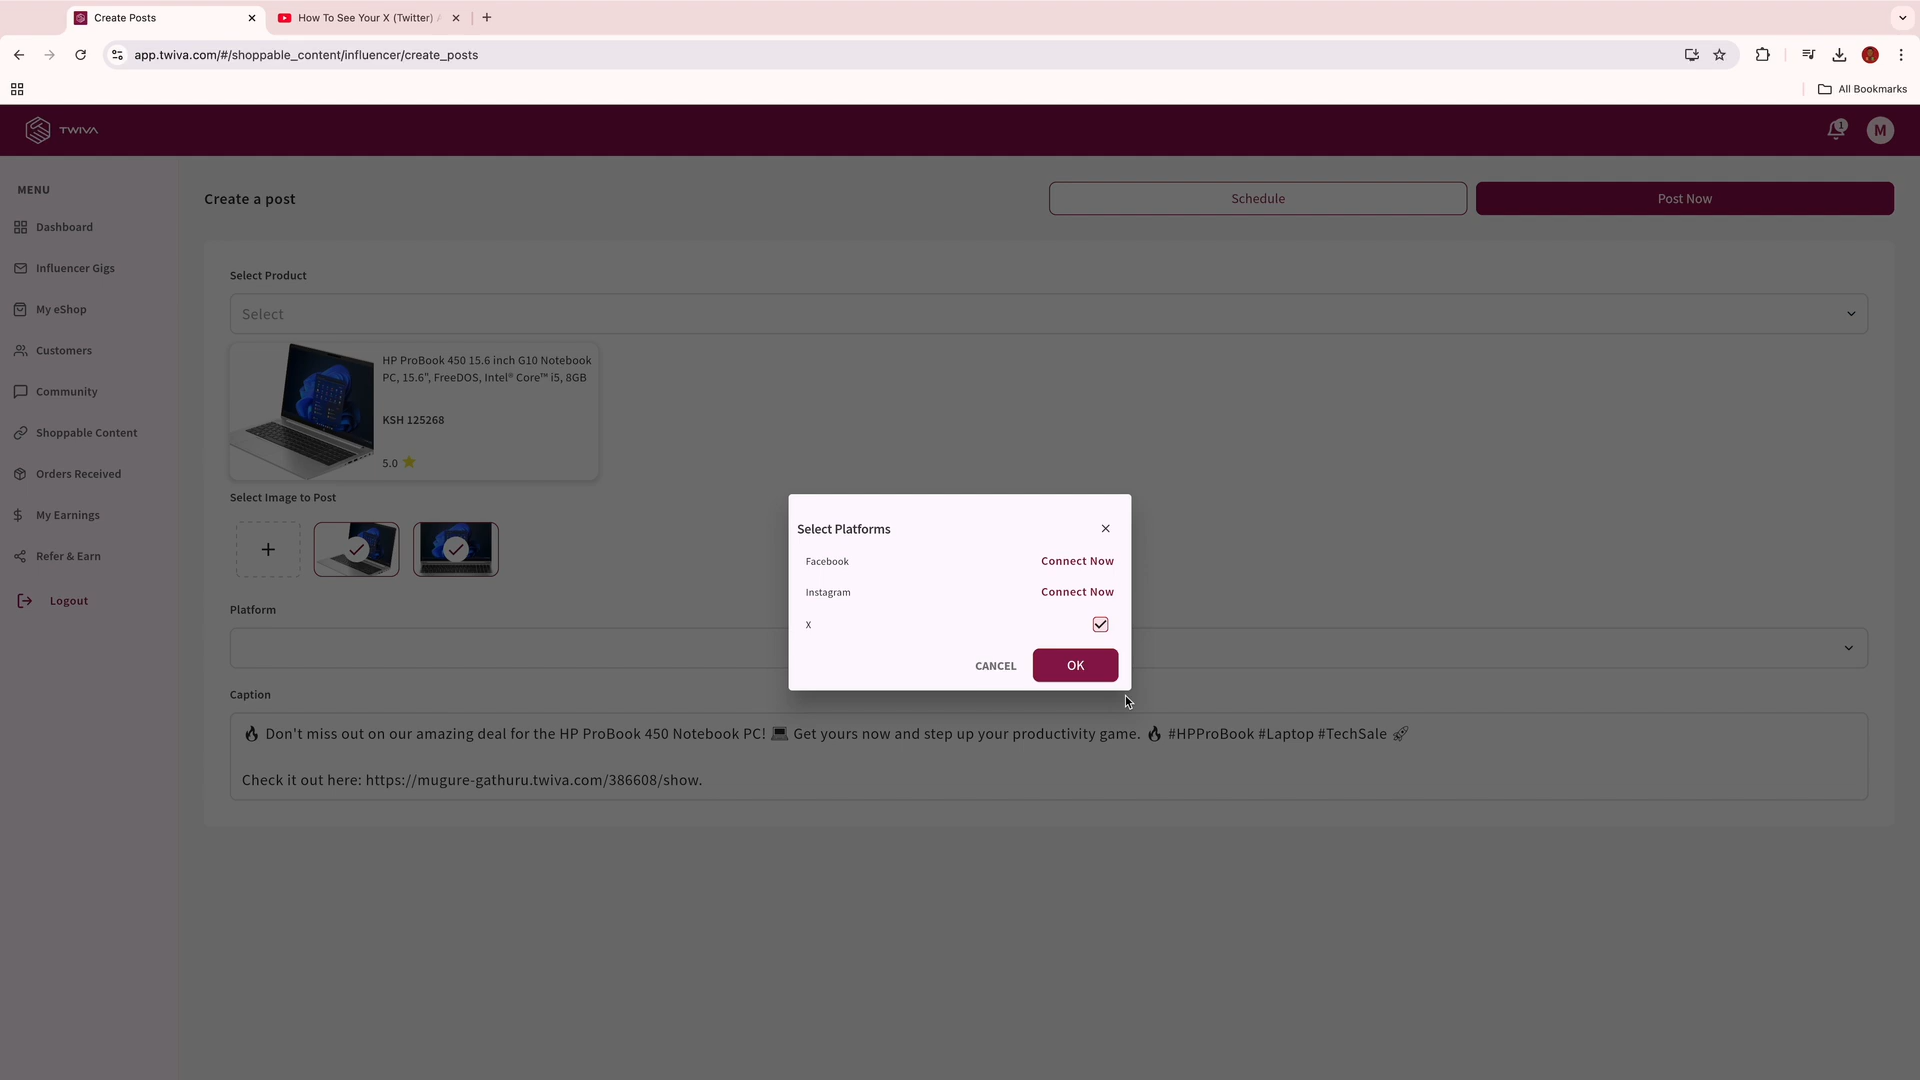 Create Posts
How To See Your X (Twitter)
app.twiva.com/#/shoppable_content/influencer/create_posts
All Bookmarks
TWIVA
1
M
MENU
Dashboard
Influencer Gigs
My eShop
Customers
Community
Shoppable Content
Orders Received
My Earnings
Refer & Earn
Logout
Create a post
Schedule
Post Now
Select Product
Select
HP ProBook 450 15.6 inch G10 Notebook
PC, 15.6", FreeDOS, Intel® Core™ i5, 8GB
KSH 125268
5.0 ⭐
Select Image to Post
Platform
Select Platforms
Facebook
Connect Now
Instagram
Connect Now
X
CANCEL
OK
Caption
🔥 Don't miss out on our amazing deal for the HP ProBook 450 Notebook PC! 💻 Get yours now and step up your productivity game. 🔥 #HPProBook #Laptop #TechSale 🚀
Check it out here: https://mugure-gathuru.twiva.com/386608/show.